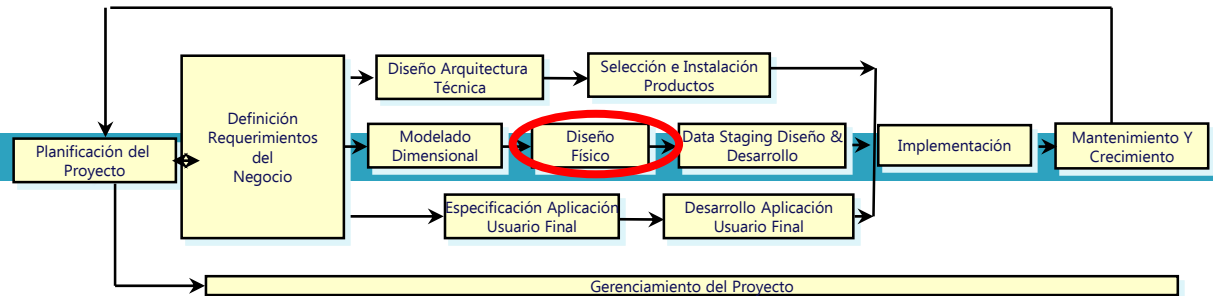 Diseño Arquitectura
Técnica
Selección e Instalación
Productos
Definición
Requerimientos
del
Negocio
Planificación del
Proyecto
Modelado
Dimensional
Diseño
Físico
Data Staging Diseño &
Desarrollo
Implementación
Mantenimiento Y
Crecimiento
Especificación Aplicación
Usuario Final
Desarrollo Aplicación
Usuario Final
Gerenciamiento del Proyecto